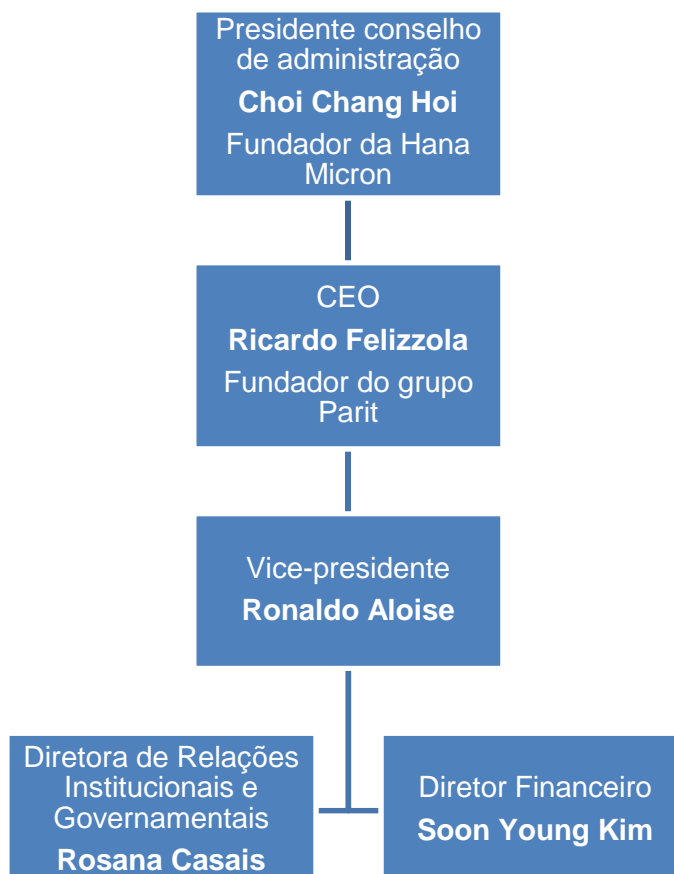 Presidente conselho
de administração
Choi Chang Hoi
Fundador da Hana
Micron
CEO
Ricardo Felizzola
Fundador do grupo
Parit
Vice-presidente
Ronaldo Aloise
Diretora de Relações
Institucionais e
Governamentais
Rosana Casais
Diretor Financeiro
Soon Young Kim